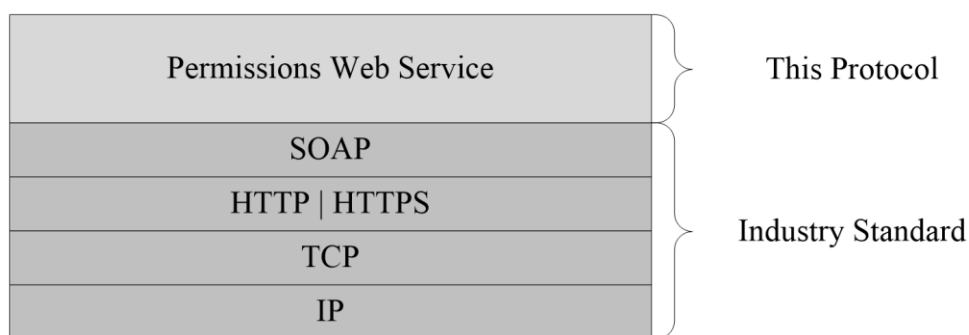 Permissions Web Service
This Protocol
SOAP
HTTP | HTTPS
Industry Standard
TCP
IP